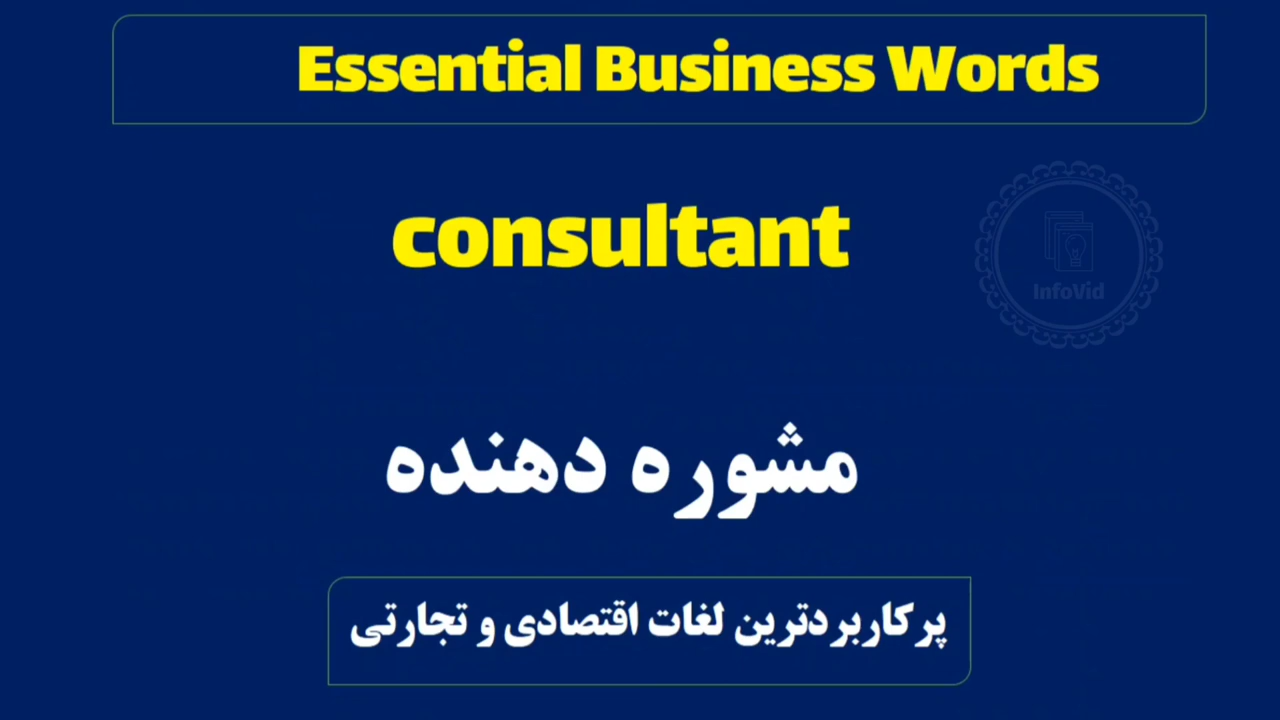 Essential Business Words
consultant
InfoVid
مشوره دهنده
پرکاربردترین لغات اقتصادی و تجارتی